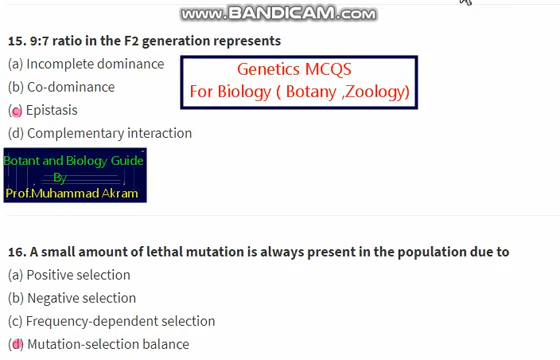 www.BANDICAM.com
15. 9:7 ratio in the F2 generation represents
(a) Incomplete dominance
(b) Co-dominance
(c) Epistasis
(d) Complementary interaction
Genetics MCQS
For Biology ( Botany ,Zoology)
Botant and Biology Guide
By
Prof.Muhammad Akram
16. A small amount of lethal mutation is always present in the population due to
(a) Positive selection
(b) Negative selection
(c) Frequency-dependent selection
(d) Mutation-selection balance